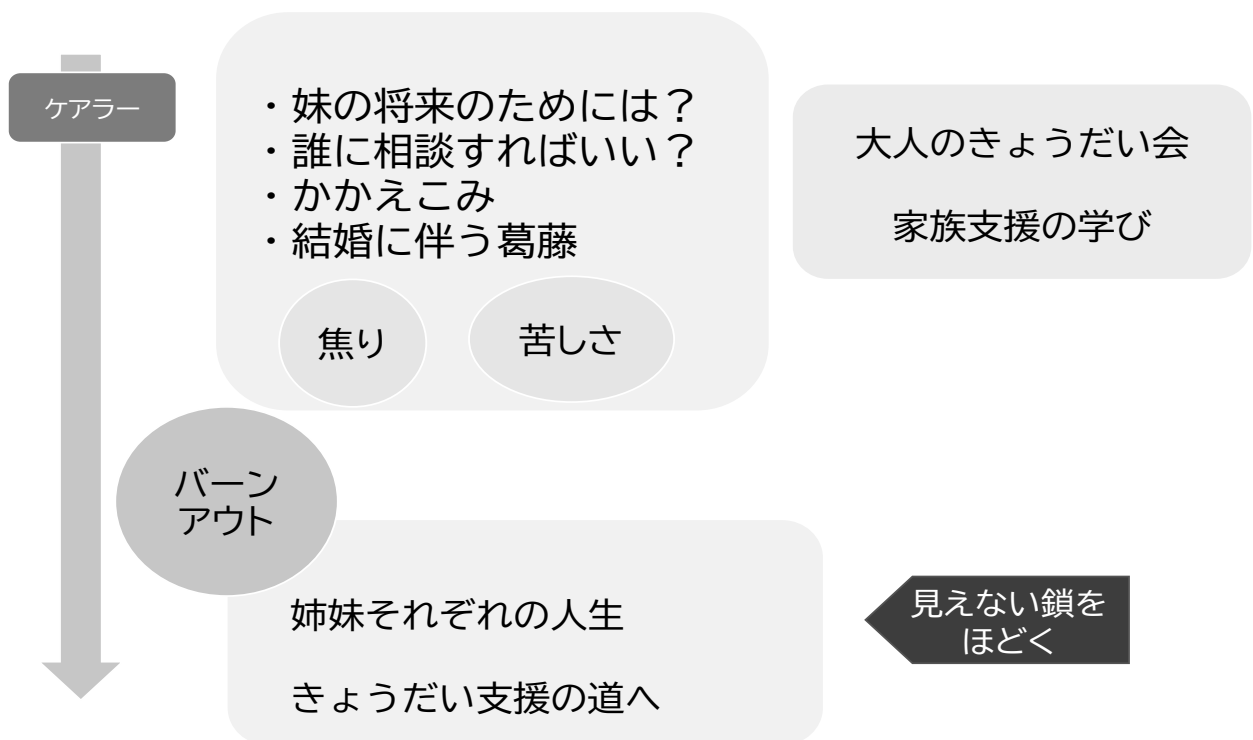 ケアラー
・妹の将来のためには？
・誰に相談すればいい？
・かかえこみ
・結婚に伴う葛藤
焦り
苦しさ
大人のきょうだい会
家族支援の学び
バーン
アウト
姉妹それぞれの人生
きょうだい支援の道へ
見えない鎖を
ほどく